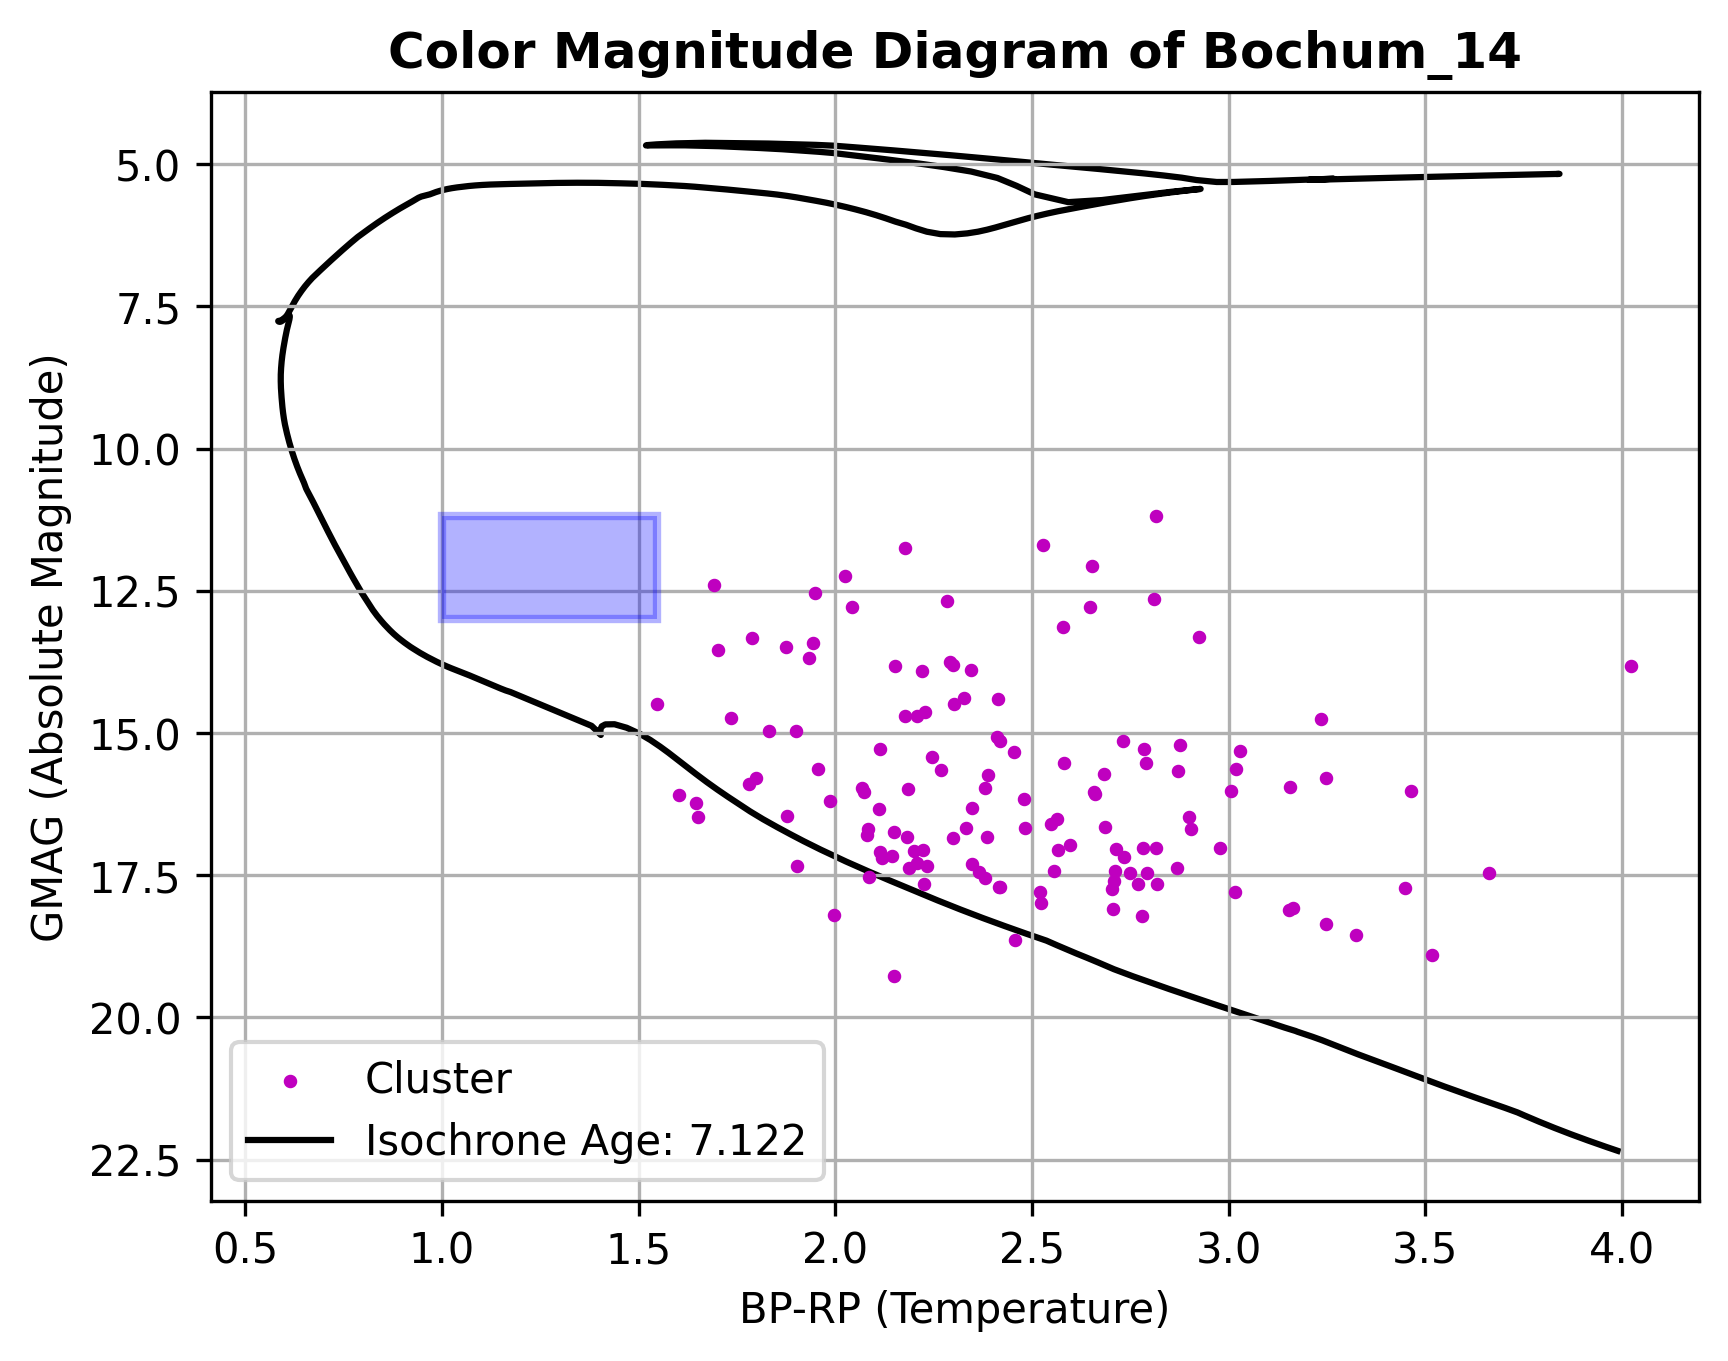 Color Magnitude Diagram of Bochum_14
GMAG (Absolute Magnitude)
5.0
7.5
10.0
12.5
15.0
17.5
20.0
22.5
Cluster
Isochrone Age: 7.122
0.5 1.0 1.5 2.0 2.5 3.0 3.5 4.0
BP-RP (Temperature)